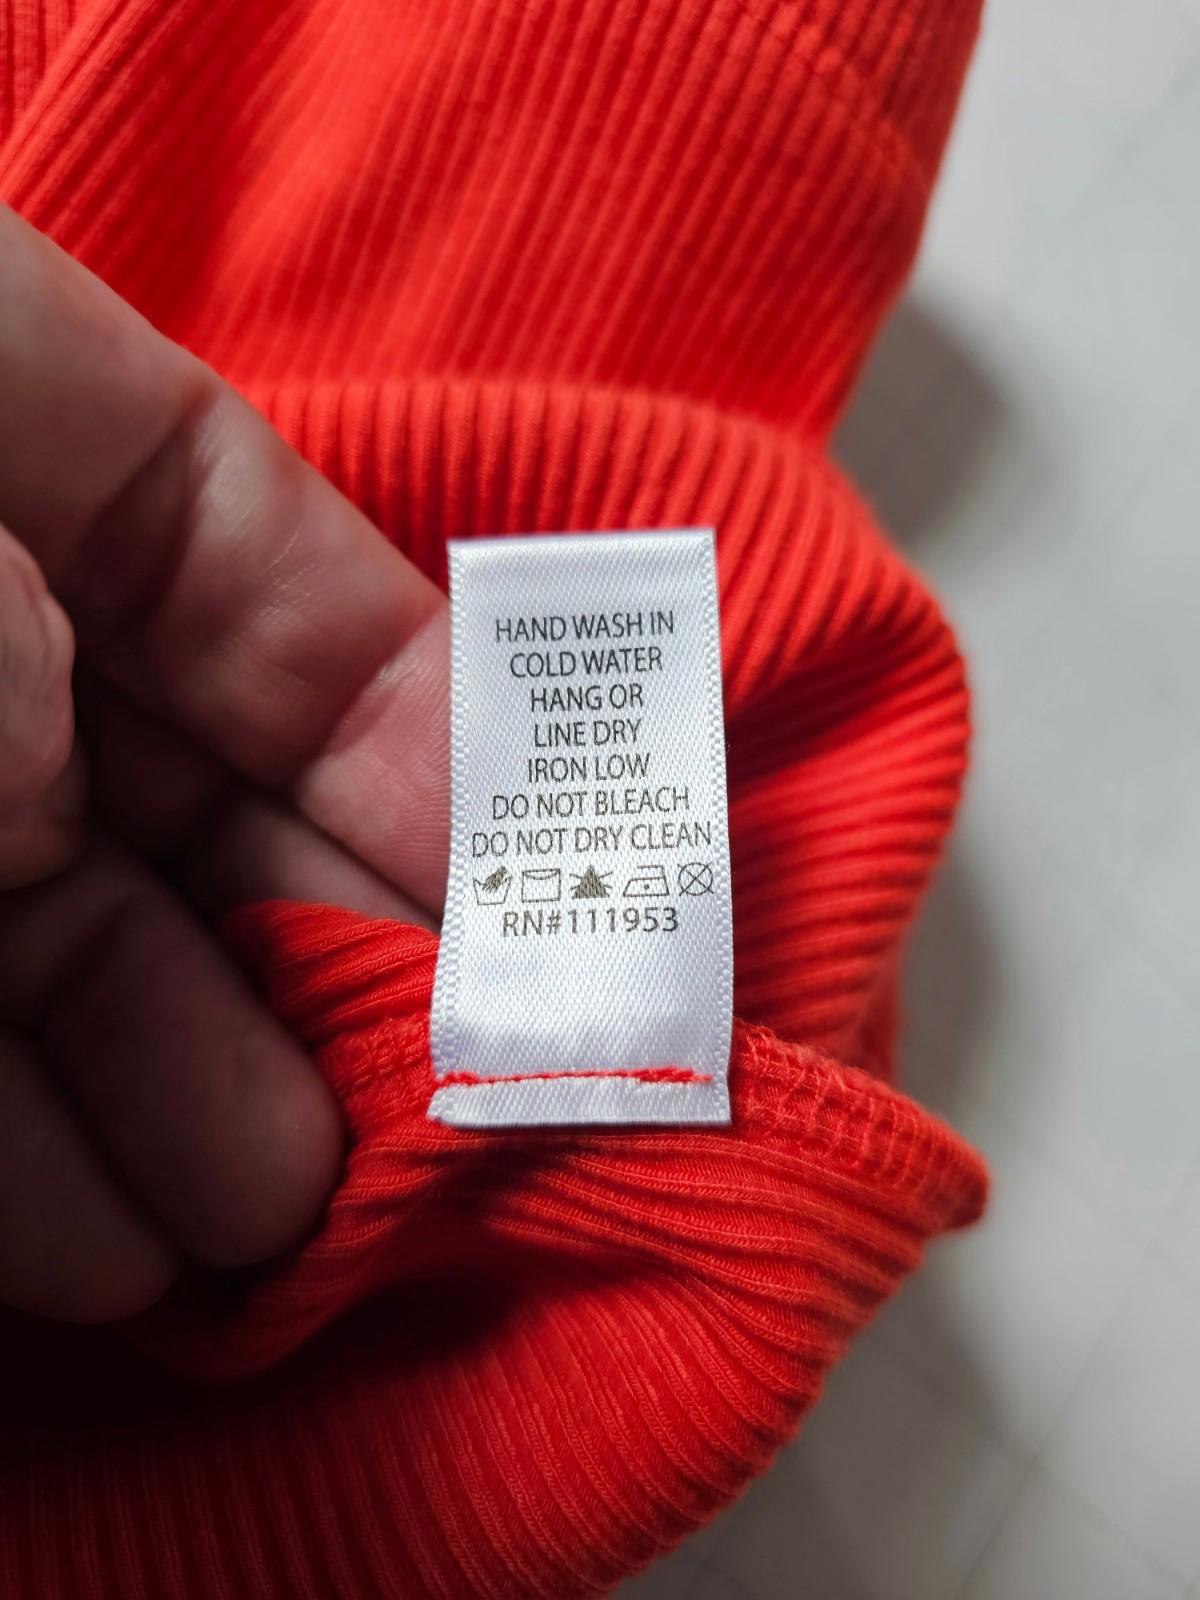 HAND WASH IN
COLD WATER
HANG OR
LINE DRY
IRON LOW
DO NOT BLEACH
DO NOT DRY CLEAN
RN#111953